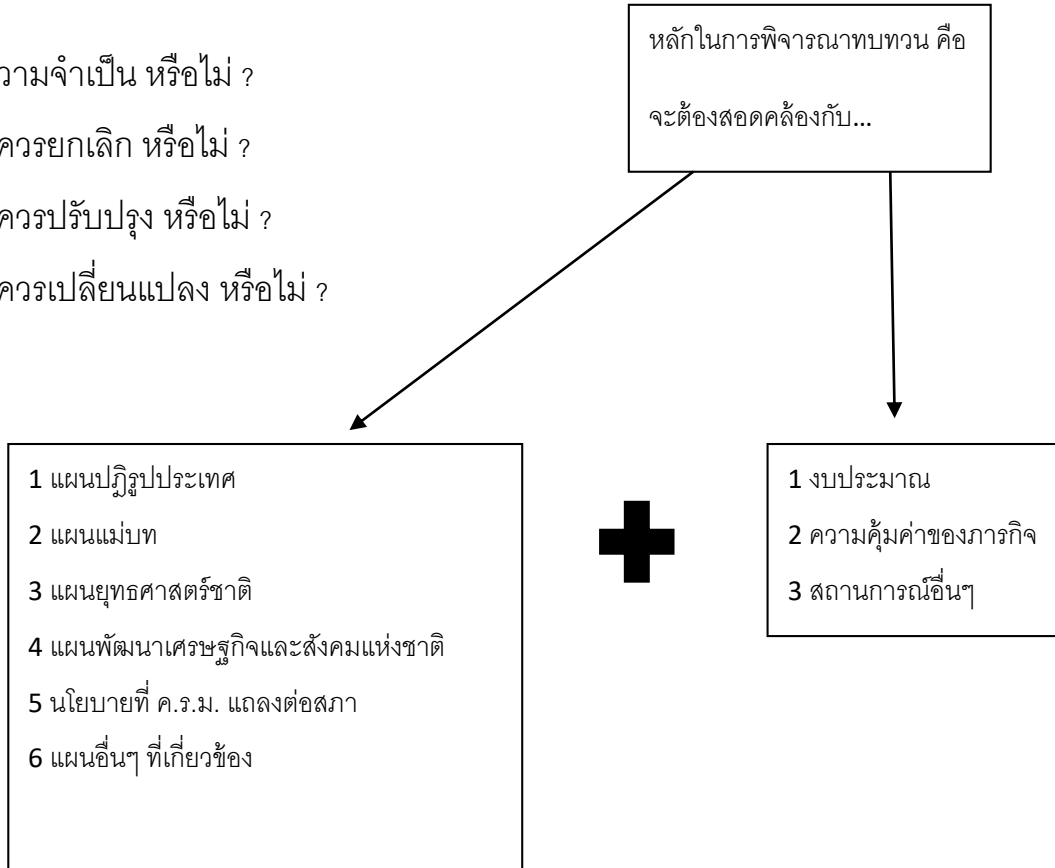 วามจำเป็น หรือไม่ ?
ควรยกเลิก หรือไม่ ?
ควรปรับปรุง หรือไม่ ?
ควรเปลี่ยนแปลง หรือไม่ ?
หลักในการพิจารณาทบทวน คือ
จะต้องสอดคล้องกับ...
1 แผนปฎิรูปประเทศ
2 แผนแม่บท
3 แผนยุทธศาสตร์ชาติ
4 แผนพัฒนาเศรษฐกิจและสังคมแห่งชาติ
5 นโยบายที่ ค.ร.ม. แถลงต่อสภา
6 แผนอื่นๆ ที่เกี่ยวข้อง
1 งบประมาณ
2 ความคุ้มค่าของภารกิจ
3 สถานการณ์อื่นๆ